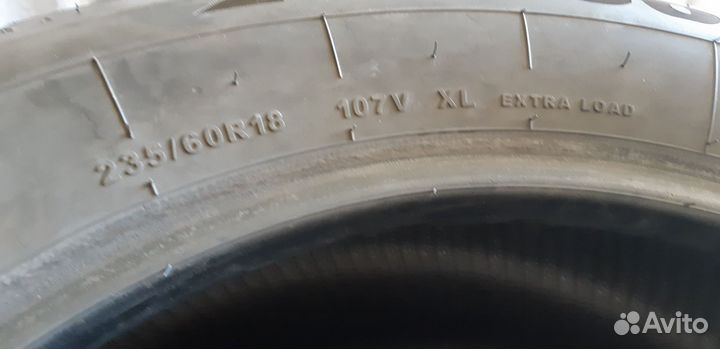 235/60R18 107V XL EXTRA LOAD
Avito